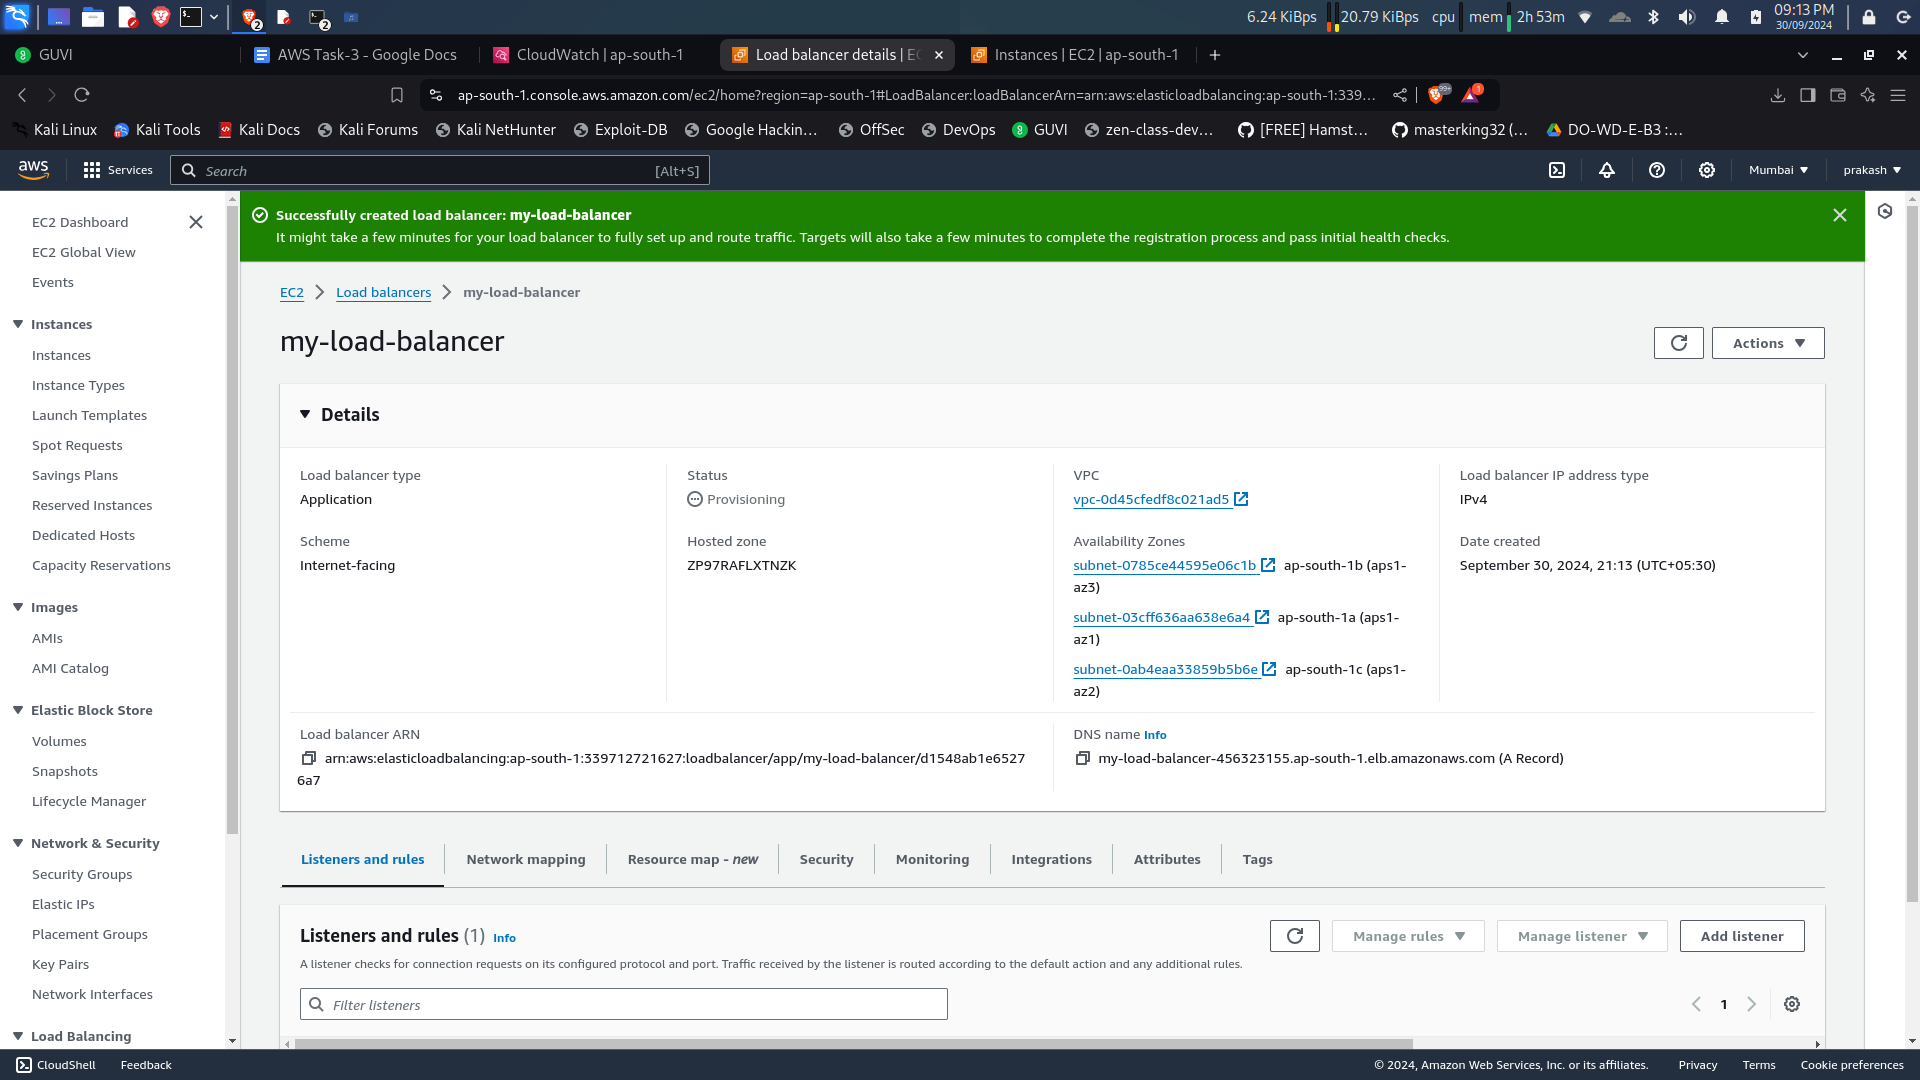 6.24 KiBps 20.79 KiBps cpu mem 2h 53m 09:13 PM
30/09/2024
2 2
GUVI
AWS Task-3 - Google Docs
CloudWatch | ap-south-1
Load balancer details | EC
Instances | EC2 | ap-south-1
ap-south-1.console.aws.amazon.com/ec2/home?region=ap-south-1#LoadBalancer:loadBalancerArn=arn:aws:elasticloadbalancing:ap-south-1:339... 99+ 1
Kali Linux Kali Tools Kali Docs Kali Forums Kali NetHunter Exploit-DB Google Hackin... OffSec DevOps GUVI zen-class-dev... [FREE] Hamst... masterking32 (... DO-WD-E-B3 :...
aws Services Search [Alt+S] Mumbai prakash
Successfully created load balancer: my-load-balancer
It might take a few minutes for your load balancer to fully set up and route traffic. Targets will also take a few minutes to complete the registration process and pass initial health checks.
EC2 Dashboard
EC2 Global View
Events
Instances
Instances
Instance Types
Launch Templates
Spot Requests
Savings Plans
Reserved Instances
Dedicated Hosts
Capacity Reservations
Images
AMIs
AMI Catalog
Elastic Block Store
Volumes
Snapshots
Lifecycle Manager
Network & Security
Security Groups
Elastic IPs
Placement Groups
Key Pairs
Network Interfaces
Load Balancing
EC2 > Load balancers > my-load-balancer
my-load-balancer
Actions
Details
Load balancer type
Application
Status
Provisioning
VPC
vpc-0d45cfedf8c021ad5
Load balancer IP address type
IPv4
Scheme
Internet-facing
Hosted zone
ZP97RAFLXTNZK
Availability Zones
subnet-0785ce44595e06c1b ap-south-1b (aps1-
az3)
subnet-03cff636aa638e6a4 ap-south-1a (aps1-
az1)
subnet-0ab4eaa33859b5b6e ap-south-1c (aps1-
az2)
Date created
September 30, 2024, 21:13 (UTC+05:30)
Load balancer ARN
arn:aws:elasticloadbalancing:ap-south-1:339712721627:loadbalancer/app/my-load-balancer/d1548ab1e6527
6a7
DNS name Info
my-load-balancer-456323155.ap-south-1.elb.amazonaws.com (A Record)
Listeners and rules Network mapping Resource map - new Security Monitoring Integrations Attributes Tags
Listeners and rules (1) Info
Manage rules Manage listener Add listener
A listener checks for connection requests on its configured protocol and port. Traffic received by the listener is routed according to the default action and any additional rules.
Filter listeners
1
CloudShell Feedback © 2024, Amazon Web Services, Inc. or its affiliates. Privacy Terms Cookie preferences